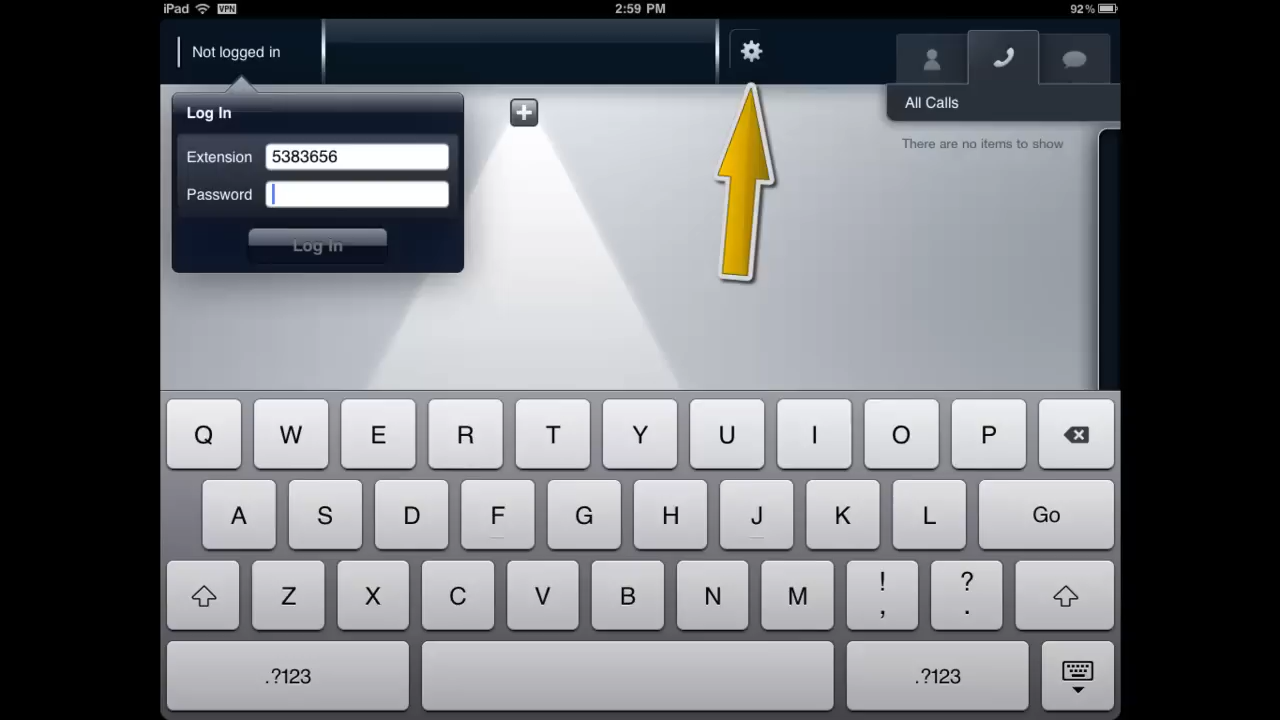 iPad VPN 2:59 PM 92%
Not logged in
Log In
Extension 5383656
Password
Log In
All Calls
There are no items to show
Q W E R T Y U I O P
A S D F G H J K L Go
Z X C V B N M ! , ? .
.?123 .?123